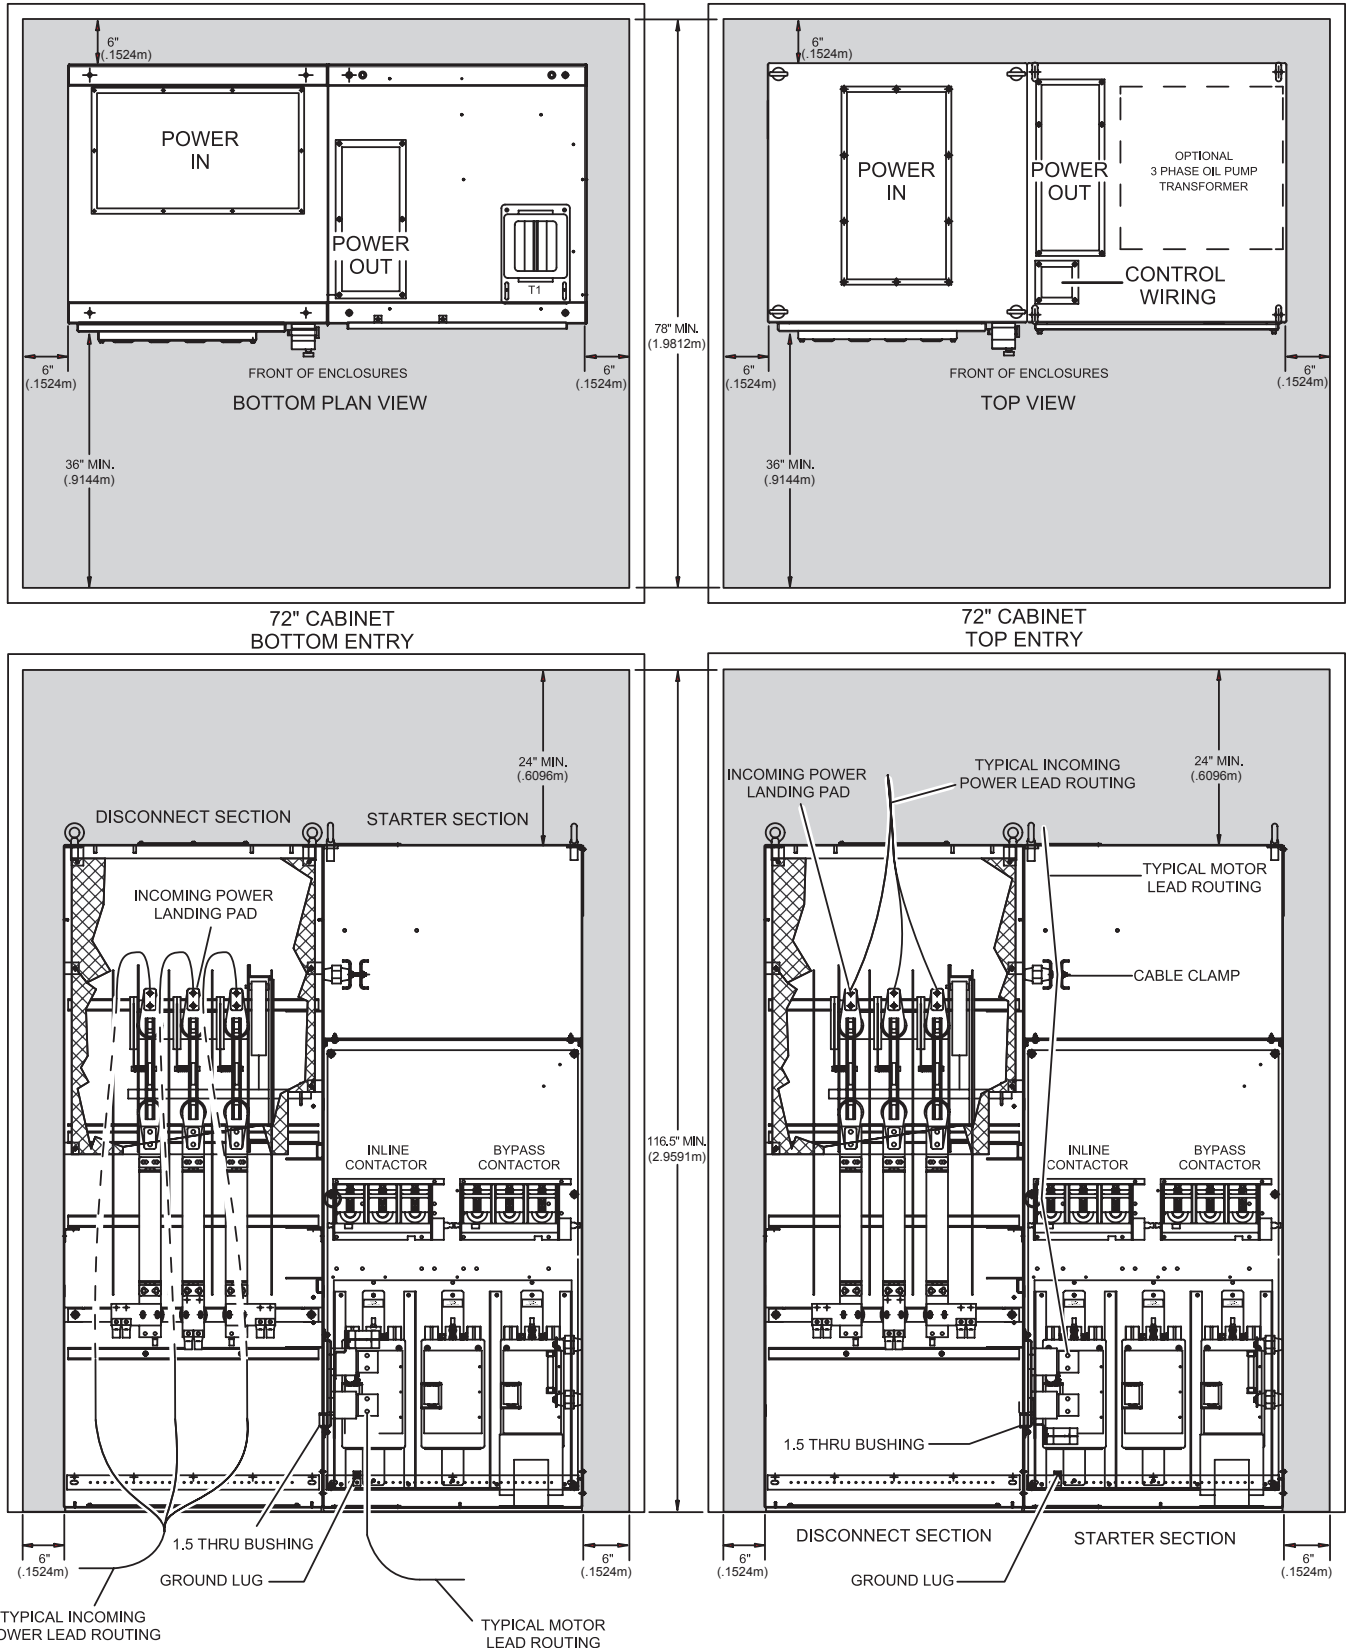 6"
(.1524m)
POWER
IN
POWER
OUT
T1
6"
(.1524m)
6"
(.1524m)
FRONT OF ENCLOSURES
BOTTOM PLAN VIEW
36" MIN.
(.9144m)
72" CABINET
BOTTOM ENTRY
78" MIN.
(1.9812m)
6"
(.1524m)
POWER
IN
POWER
OUT
OPTIONAL
3 PHASE OIL PUMP
TRANSFORMER
CONTROL
WIRING
6"
(.1524m)
6"
(.1524m)
FRONT OF ENCLOSURES
TOP VIEW
36" MIN.
(.9144m)
72" CABINET
TOP ENTRY
24" MIN.
(.6096m)
DISCONNECT SECTION
STARTER SECTION
INCOMING POWER
LANDING PAD
INLINE
CONTACTOR
BYPASS
CONTACTOR
1.5 THRU BUSHING
GROUND LUG
6"
(.1524m)
6"
(.1524m)
TYPICAL INCOMING
POWER LEAD ROUTING
TYPICAL MOTOR
LEAD ROUTING
116.5" MIN.
(2.9591m)
24" MIN.
(.6096m)
INCOMING POWER
LANDING PAD
TYPICAL INCOMING
POWER LEAD ROUTING
TYPICAL MOTOR
LEAD ROUTING
CABLE CLAMP
INLINE
CONTACTOR
BYPASS
CONTACTOR
1.5 THRU BUSHING
DISCONNECT SECTION
STARTER SECTION
6"
(.1524m)
6"
(.1524m)
GROUND LUG